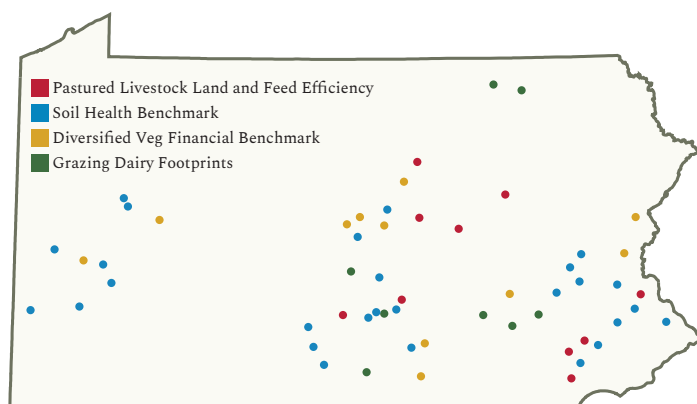 Pastured Livestock Land and Feed Efficiency
Soil Health Benchmark
Diversified Veg Financial Benchmark
Grazing Dairy Footprints